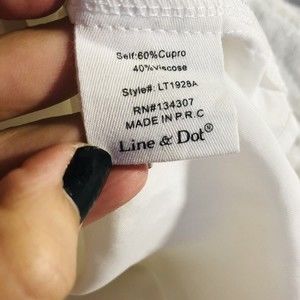 Self:60%Cupro
40%Viscose
Style#: LT1928A
RN#134307
MADE IN P.R.C
Line & Dot®